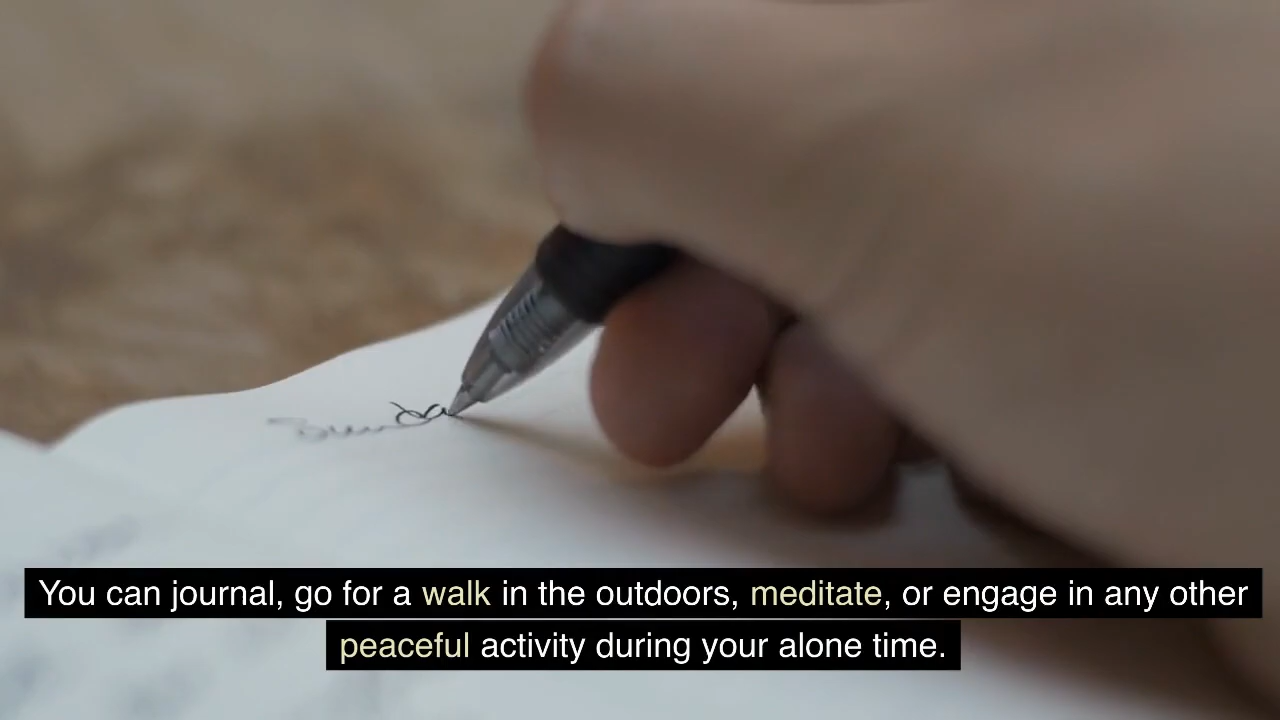 You can journal, go for a walk in the outdoors, meditate, or engage in any other
peaceful activity during your alone time.